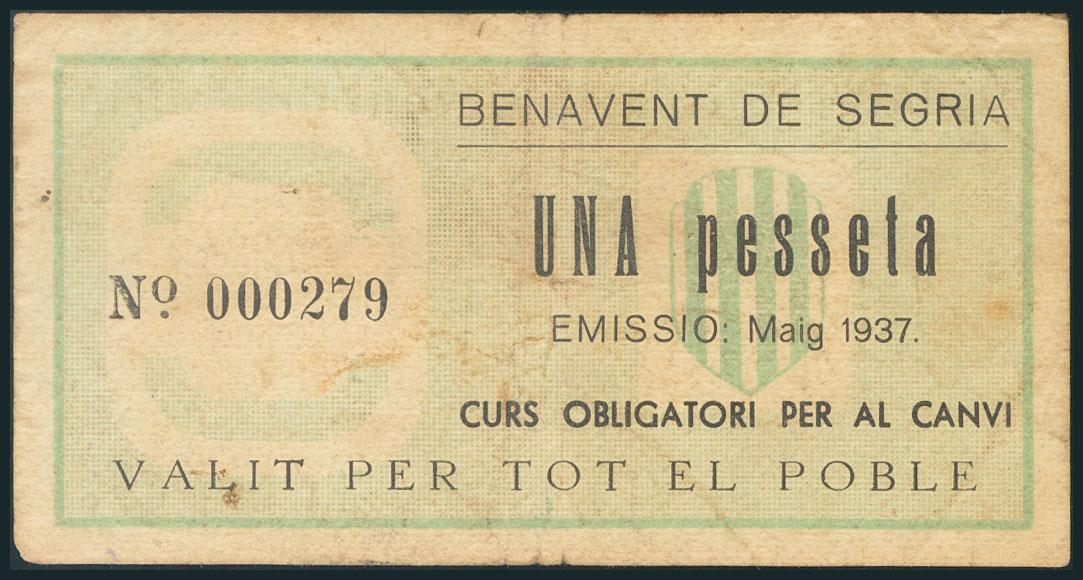 BENAVENT DE SEGRIA
UNA pesseta
Nº. 000279
EMISSIO: Maig 1937.
CURS OBLIGATORI PER AL CANVI
VALIT PER TOT EL POBLE